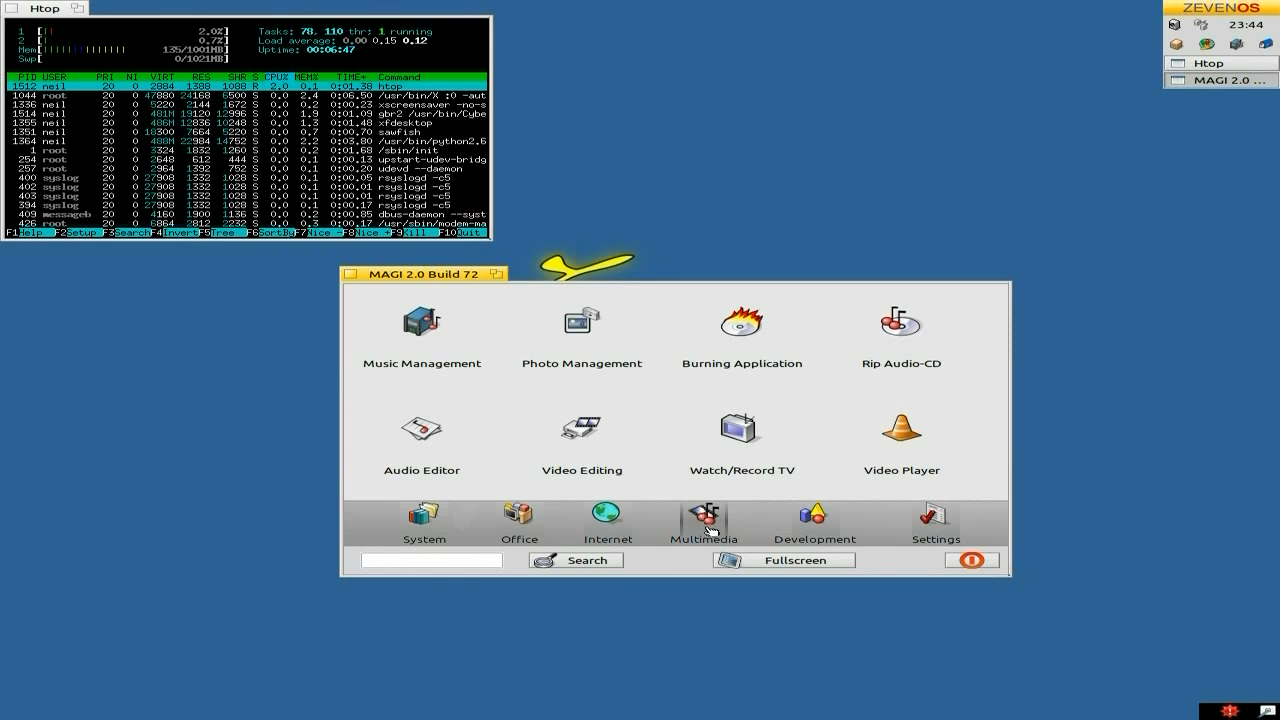 Htop
1 [|| 2.0%] Tasks: 78, 110 thr; 1 running
2 [| 0.7%] Load average: 0.00 0.15 0.12
Mem[|||||||||||||||| 135/1001MB] Uptime: 00:06:47
Swp[ 0/1021MB]
PID USER PRI NI VIRT RES SHR S CPU% MEM% TIME+ Command
1512 neil 20 0 2884 1388 1088 R 2.0 0.1 0:01.38 htop
1044 root 20 0 47880 24168 6500 S 0.0 2.4 0:06.50 /usr/bin/X :0 -aut
1336 neil 20 0 5220 2144 1672 S 0.0 0.2 0:00.23 xscreensaver -no-s
1514 neil 20 0 481M 19120 12996 S 0.0 1.9 0:01.09 gbr2 /usr/bin/Cybe
1355 neil 20 0 486M 12836 10248 S 0.0 1.3 0:01.48 xfdesktop
1351 neil 20 0 18300 7664 5220 S 0.0 0.7 0:00.70 sawfish
1364 neil 20 0 488M 22984 14752 S 0.0 2.2 0:03.80 /usr/bin/python2.6
1 root 20 0 3324 1832 1260 S 0.0 0.2 0:01.68 /sbin/init
254 root 20 0 2648 612 444 S 0.0 0.1 0:00.13 upstart-udev-bridg
257 root 20 0 2964 1392 752 S 0.0 0.1 0:00.20 udevd --daemon
400 syslog 20 0 27908 1332 1028 S 0.0 0.1 0:00.05 rsyslogd -c5
402 syslog 20 0 27908 1332 1028 S 0.0 0.1 0:00.01 rsyslogd -c5
403 syslog 20 0 27908 1332 1028 S 0.0 0.1 0:00.01 rsyslogd -c5
394 syslog 20 0 27908 1332 1028 S 0.0 0.1 0:00.17 rsyslogd -c5
409 messageb 20 0 4160 1900 1136 S 0.0 0.2 0:00.85 dbus-daemon --syst
426 root 20 0 6864 2812 2232 S 0.0 0.3 0:00.17 /usr/sbin/modem-ma
F1Help F2Setup F3SearchF4InvertF5Tree F6SortByF7Nice -F8Nice +F9Kill F10Quit
ZEVENOS
23:44
Htop
MAGI 2.0 ...
MAGI 2.0 Build 72
Music Management Photo Management Burning Application Rip Audio-CD
Audio Editor Video Editing Watch/Record TV Video Player
System Office Internet Multimedia Development Settings
Search Fullscreen